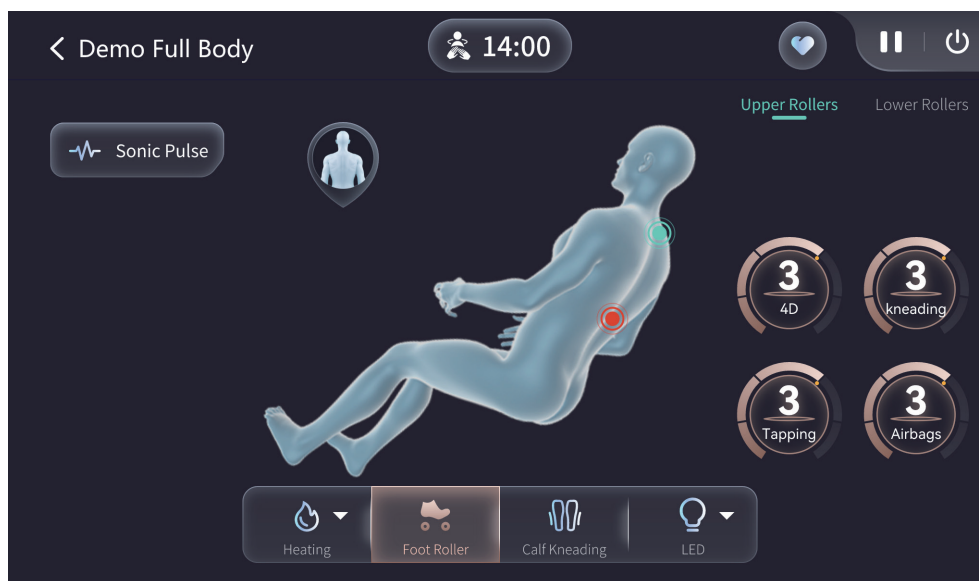 Demo Full Body
14:00
Upper Rollers
Lower Rollers
Sonic Pulse
3
4D
3
kneading
3
Tapping
3
Airbags
Heating
Foot Roller
Calf Kneading
LED